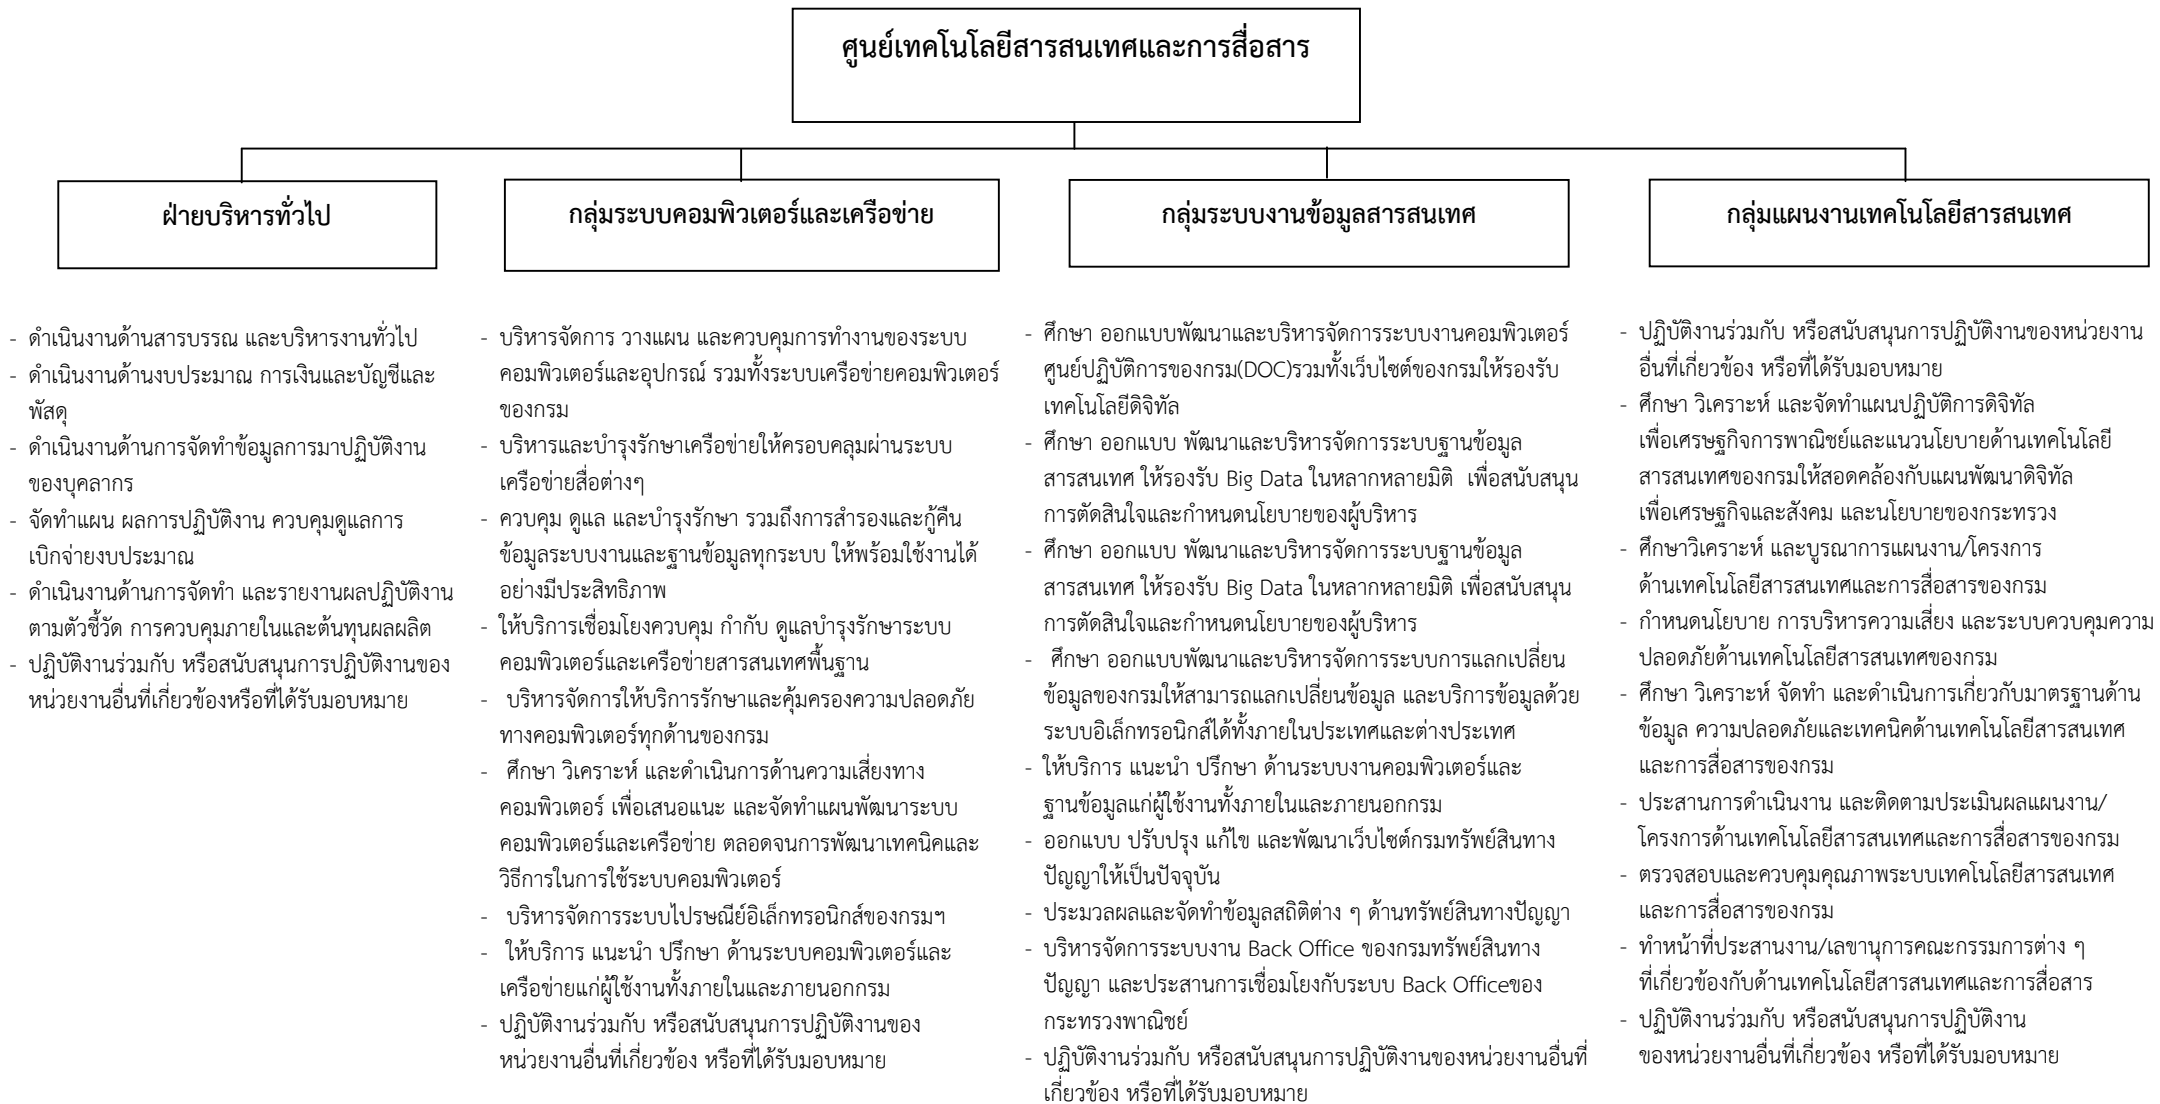 ศูนย์เทคโนโลยีสารสนเทศและการสื่อสาร
ฝ่ายบริหารทั่วไป
- ดำเนินงานด้านสารบรรณ และบริหารงานทั่วไป
- ดำเนินงานด้านงบประมาณ การเงินและบัญชีและ
พัสดุ
- ดำเนินงานด้านการจัดทำข้อมูลการมาปฏิบัติงาน
ของบุคลากร
- จัดทำแผน ผลการปฏิบัติงาน ควบคุมดูแลการ
เบิกจ่ายงบประมาณ
- ดำเนินงานด้านการจัดทำ และรายงานผลปฏิบัติงาน
ตามตัวชี้วัด การควบคุมภายในและต้นทุนผลผลิต
- ปฏิบัติงานร่วมกับ หรือสนับสนุนการปฏิบัติงานของ
หน่วยงานอื่นที่เกี่ยวข้องหรือที่ได้รับมอบหมาย
กลุ่มระบบคอมพิวเตอร์และเครือข่าย
- บริหารจัดการ วางแผน และควบคุมการทำงานของระบบ
คอมพิวเตอร์และอุปกรณ์ รวมทั้งระบบเครือข่ายคอมพิวเตอร์
ของกรม
- บริหารและบำรุงรักษาเครือข่ายให้ครอบคลุมผ่านระบบ
เครือข่ายสื่อต่างๆ
- ควบคุม ดูแล และบำรุงรักษา รวมถึงการสำรองและกู้คืน
ข้อมูลระบบงานและฐานข้อมูลทุกระบบ ให้พร้อมใช้งานได้
อย่างมีประสิทธิภาพ
- ให้บริการเชื่อมโยงควบคุม กำกับ ดูแลบำรุงรักษาระบบ
คอมพิวเตอร์และเครือข่ายสารสนเทศพื้นฐาน
- บริหารจัดการให้บริการรักษาและคุ้มครองความปลอดภัย
ทางคอมพิวเตอร์ทุกด้านของกรม
- ศึกษา วิเคราะห์ และดำเนินการด้านความเสี่ยงทาง
คอมพิวเตอร์ เพื่อเสนอแนะ และจัดทำแผนพัฒนาระบบ
คอมพิวเตอร์และเครือข่าย ตลอดจนการพัฒนาเทคนิคและ
วิธีการในการใช้ระบบคอมพิวเตอร์
- บริหารจัดการระบบไปรษณีย์อิเล็กทรอนิกส์ของกรมฯ
- ให้บริการ แนะนำ ปรึกษา ด้านระบบคอมพิวเตอร์และ
เครือข่ายแก่ผู้ใช้งานทั้งภายในและภายนอกกรม
- ปฏิบัติงานร่วมกับ หรือสนับสนุนการปฏิบัติงานของ
หน่วยงานอื่นที่เกี่ยวข้อง หรือที่ได้รับมอบหมาย
กลุ่มระบบงานข้อมูลสารสนเทศ
- ศึกษา ออกแบบพัฒนาและบริหารจัดการระบบงานคอมพิวเตอร์
ศูนย์ปฏิบัติการของกรม(DOC)รวมทั้งเว็บไซต์ของกรมให้รองรับ
เทคโนโลยีดิจิทัล
- ศึกษา ออกแบบ พัฒนาและบริหารจัดการระบบฐานข้อมูล
สารสนเทศ ให้รองรับ Big Data ในหลากหลายมิติ เพื่อสนับสนุน
การตัดสินใจและกำหนดนโยบายของผู้บริหาร
- ศึกษา ออกแบบ พัฒนาและบริหารจัดการระบบฐานข้อมูล
สารสนเทศ ให้รองรับ Big Data ในหลากหลายมิติ เพื่อสนับสนุน
การตัดสินใจและกำหนดนโยบายของผู้บริหาร
- ศึกษา ออกแบบพัฒนาและบริหารจัดการระบบการแลกเปลี่ยน
ข้อมูลของกรมให้สามารถแลกเปลี่ยนข้อมูล และบริการข้อมูลด้วย
ระบบอิเล็กทรอนิกส์ได้ทั้งภายในประเทศและต่างประเทศ
- ให้บริการ แนะนำ ปรึกษา ด้านระบบงานคอมพิวเตอร์และ
ฐานข้อมูลแก่ผู้ใช้งานทั้งภายในและภายนอกกรม
- ออกแบบ ปรับปรุง แก้ไข และพัฒนาเว็บไซต์กรมทรัพย์สินทาง
ปัญญาให้เป็นปัจจุบัน
- ประมวลผลและจัดทำข้อมูลสถิติต่าง ๆ ด้านทรัพย์สินทางปัญญา
- บริหารจัดการระบบงาน Back Office ของกรมทรัพย์สินทาง
ปัญญา และประสานการเชื่อมโยงกับระบบ Back Officeของ
กระทรวงพาณิชย์
- ปฏิบัติงานร่วมกับ หรือสนับสนุนการปฏิบัติงานของหน่วยงานอื่นที่
เกี่ยวข้อง หรือที่ได้รับมอบหมาย
กลุ่มแผนงานเทคโนโลยีสารสนเทศ
- ปฏิบัติงานร่วมกับ หรือสนับสนุนการปฏิบัติงานของหน่วยงาน
อื่นที่เกี่ยวข้อง หรือที่ได้รับมอบหมาย
- ศึกษา วิเคราะห์ และจัดทำแผนปฏิบัติการดิจิทัล
เพื่อเศรษฐกิจการพาณิชย์และแนวนโยบายด้านเทคโนโลยี
สารสนเทศของกรมให้สอดคล้องกับแผนพัฒนาดิจิทัล
เพื่อเศรษฐกิจและสังคม และนโยบายของกระทรวง
- ศึกษาวิเคราะห์ และบูรณาการแผนงาน/โครงการ
ด้านเทคโนโลยีสารสนเทศและการสื่อสารของกรม
- กำหนดนโยบาย การบริหารความเสี่ยง และระบบควบคุมความ
ปลอดภัยด้านเทคโนโลยีสารสนเทศของกรม
- ศึกษา วิเคราะห์ จัดทำ และดำเนินการเกี่ยวกับมาตรฐานด้าน
ข้อมูล ความปลอดภัยและเทคนิคด้านเทคโนโลยีสารสนเทศ
และการสื่อสารของกรม
- ประสานการดำเนินงาน และติดตามประเมินผลแผนงาน/
โครงการด้านเทคโนโลยีสารสนเทศและการสื่อสารของกรม
- ตรวจสอบและควบคุมคุณภาพระบบเทคโนโลยีสารสนเทศ
และการสื่อสารของกรม
- ทำหน้าที่ประสานงาน/เลขานุการคณะกรรมการต่าง ๆ
ที่เกี่ยวข้องกับด้านเทคโนโลยีสารสนเทศและการสื่อสาร
- ปฏิบัติงานร่วมกับ หรือสนับสนุนการปฏิบัติงาน
ของหน่วยงานอื่นที่เกี่ยวข้อง หรือที่ได้รับมอบหมาย